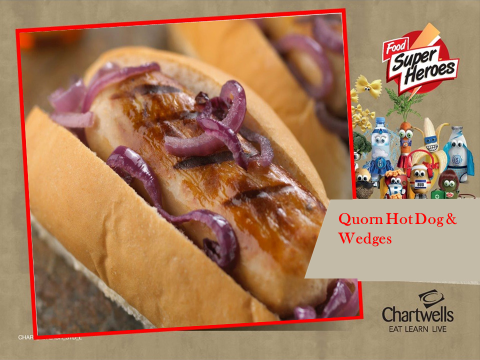 Food
Super
Heroes
Quorn Hot Dog &
Wedges
Chartwells
EAT LEARN LIVE